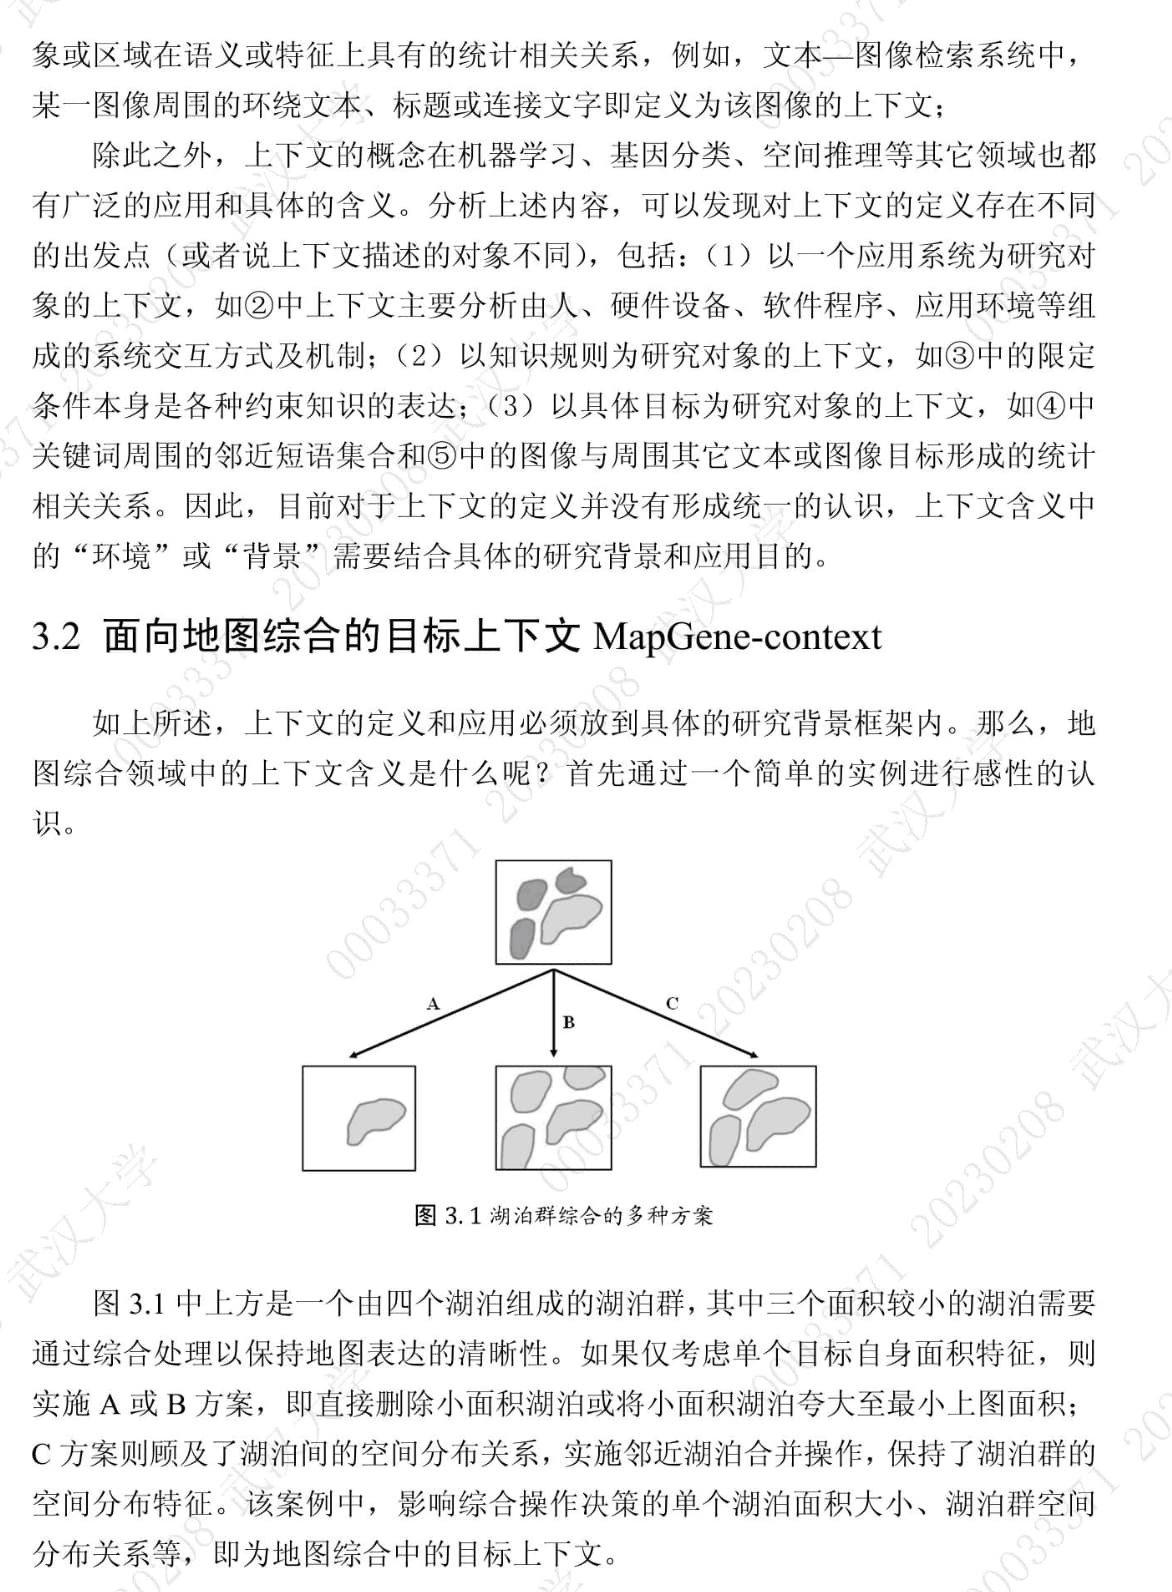 象或区域在语义或特征上具有的统计相关关系，例如，文本—图像检索系统中，
某一图像周围的环绕文本、标题或连接文字即定义为该图像的上下文；
除此之外，上下文的概念在机器学习、基因分类、空间推理等其它领域也都
有广泛的应用和具体的含义。分析上述内容，可以发现对上下文的定义存在不同
的出发点（或者说上下文描述的对象不同），包括：（1）以一个应用系统为研究对
象的上下文，如②中上下文主要分析由人、硬件设备、软件程序、应用环境等组
成的系统交互方式及机制；（2）以知识规则为研究对象的上下文，如③中的限定
条件本身是各种约束知识的表达；（3）以具体目标为研究对象的上下文，如④中
关键词周围的邻近短语集合和⑤中的图像与周围其它文本或图像目标形成的统计
相关关系。因此，目前对于上下文的定义并没有形成统一的认识，上下文含义中
的“环境”或“背景”需要结合具体的研究背景和应用目的。
3.2 面向地图综合的目标上下文 MapGene-context
如上所述，上下文的定义和应用必须放到具体的研究背景框架内。那么，地
图综合领域中的上下文含义是什么呢？首先通过一个简单的实例进行感性的认
识。
A
B
C
图 3.1 湖泊群综合的多种方案
图 3.1 中上方是一个由四个湖泊组成的湖泊群，其中三个面积较小的湖泊需要
通过综合处理以保持地图表达的清晰性。如果仅考虑单个目标自身面积特征，则
实施 A 或 B 方案，即直接删除小面积湖泊或将小面积湖泊夸大至最小上图面积；
C 方案则顾及了湖泊间的空间分布关系，实施邻近湖泊合并操作，保持了湖泊群的
空间分布特征。该案例中，影响综合操作决策的单个湖泊面积大小、湖泊群空间
分布关系等，即为地图综合中的目标上下文。
00033371 20230208 武汉大学